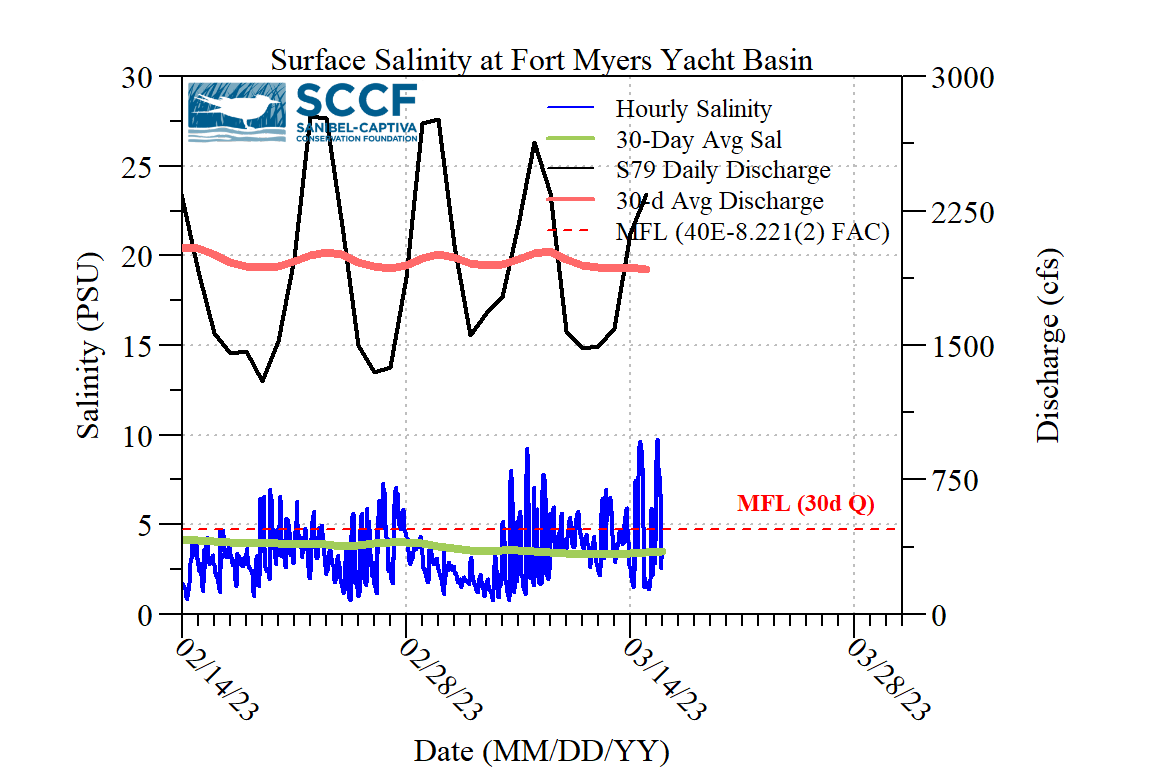 Surface Salinity at Fort Myers Yacht Basin
SCCF
SANIBEL-CAPTIVA
CONSERVATION FOUNDATION
Hourly Salinity
30-Day Avg Sal
S79 Daily Discharge
30-d Avg Discharge
MFL (40E-8.221(2) FAC)
30
25
20
15
10
5
0
Salinity (PSU)
3000
2250
1500
750
0
Discharge (cfs)
MFL (30d Q)
02/14/23
02/28/23
03/14/23
03/28/23
Date (MM/DD/YY)